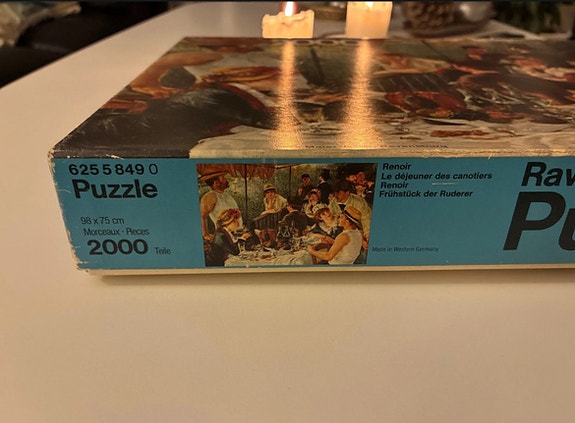 625 5 849 0
Puzzle
98 x 75 cm
Morceaux · Pieces
2000 Teile
Renoir
Le déjeuner des canotiers
Renoir
Frühstück der Ruderer
Made in Western Germany
Rav
Pu